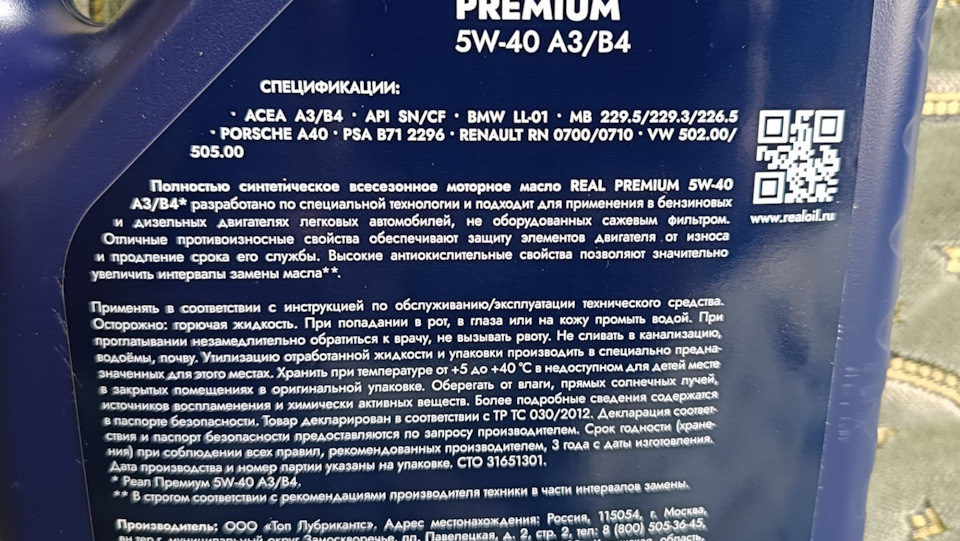 PREMIUM
5W-40 A3/B4
СПЕЦИФИКАЦИИ:
· ACEA A3/B4 · API SN/CF · BMW LL-01 · MB 229.5/229.3/226.5
· PORSCHE A40 · PSA B71 2296 · RENAULT RN 0700/0710 · VW 502.00/
505.00
Полностью синтетическое всесезонное моторное масло REAL PREMIUM 5W-40
A3/B4* разработано по специальной технологии и подходит для применения в бензиновых
и дизельных двигателях легковых автомобилей, не оборудованных сажевым фильтром.
Отличные противоизносные свойства обеспечивают защиту элементов двигателя от износа
и продление срока его службы. Высокие антиокислительные свойства позволяют значительно
увеличить интервалы замены масла**.
www.realoil.ru
Применять в соответствии с инструкцией по обслуживанию/эксплуатации технического средства.
Осторожно: горючая жидкость. При попадании в рот, в глаза или на кожу промыть водой. При
проглатывании незамедлительно обратиться к врачу, не вызывать рвоту. Не сливать в канализацию,
водоёмы, почву. Утилизацию отработанной жидкости и упаковки производить в специально предна-
значенных для этого местах. Хранить при температуре от +5 до +40 °С в недоступном для детей месте
в закрытых помещениях в оригинальной упаковке. Оберегать от влаги, прямых солнечных лучей,
источников воспламенения и химически активных веществ. Более подробные сведения содержатся
в паспорте безопасности. Товар декларирован в соответствии с ТР ТС 030/2012. Декларация соответ-
ствия и паспорт безопасности предоставляются по запросу производителем. Срок годности (хране-
ния) при соблюдении всех правил, рекомендованных производителем, 3 года с даты изготовления.
Дата производства и номер партии указаны на упаковке. СТО 31651301.
* Реал Премиум 5W-40 A3/B4.
** В строгом соответствии с рекомендациями производителя техники в части интервалов замены.
Производитель: ООО «Топ Лубрикантс». Адрес местонахождения: Россия, 115054, г. Москва,
вн.тер.г. муниципальный округ Замоскворечье, пл. Павелецкая, д. 2, стр. 2, тел: 8 (800) 505-36-45,
область,